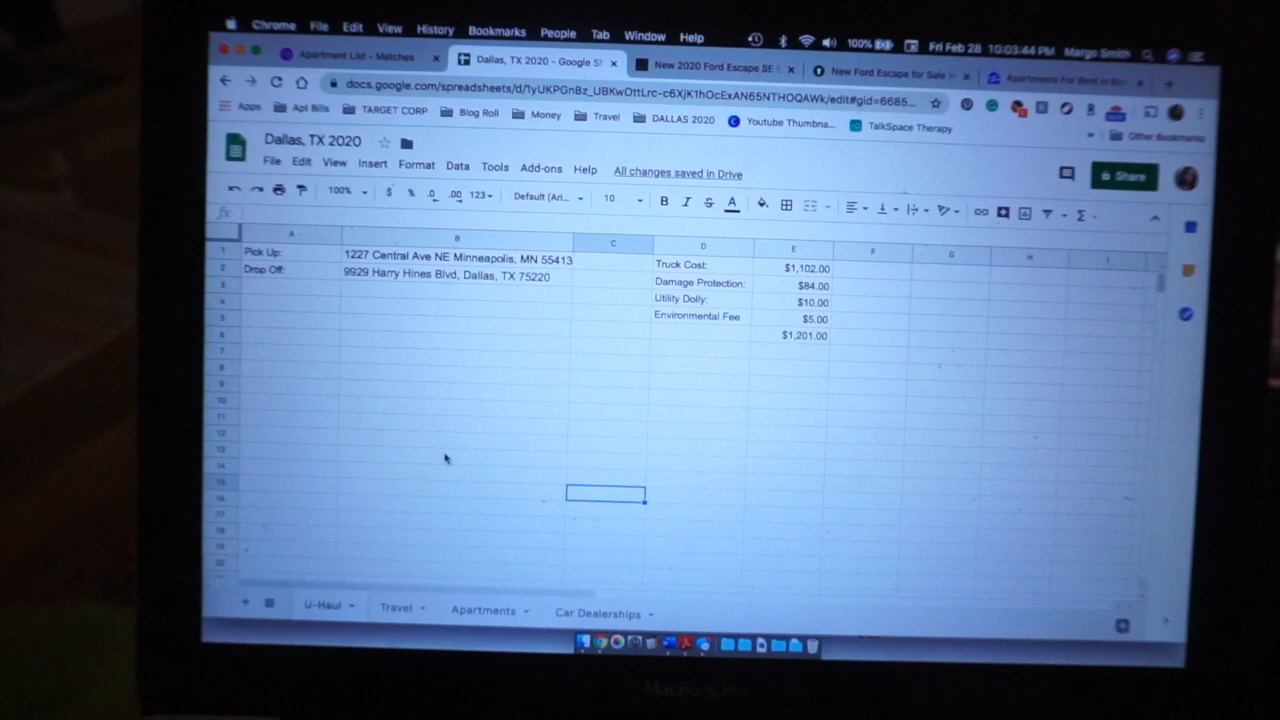 Chrome File Edit View History Bookmarks People Tab Window Help 100% Fri Feb 28 10:03:44 PM Margo Smith
Apartment List - Matches Dallas, TX 2020 - Google Sh New 2020 Ford Escape SE New Ford Escape for Sale in Apartments For Rent in
docs.google.com/spreadsheets/d/1yUKPGnBz_UBKwOttLrc-c6XjK1hOcExAN65NTHOQAWk/edit#gid=6685...
Apps Apt Bills TARGET CORP Blog Roll Money Travel DALLAS 2020 Youtube Thumbna... TalkSpace Therapy » Other Bookmarks
Dallas, TX 2020
File Edit View Insert Format Data Tools Add-ons Help All changes saved in Drive Share
100% $ % .0 .00 123 Default (Ari... 10 B I S A Σ
fx
A B C D E F G H I
1 Pick Up: 1227 Central Ave NE Minneapolis, MN 55413 Truck Cost: $1,102.00
2 Drop Off: 9929 Harry Hines Blvd, Dallas, TX 75220 Damage Protection: $84.00
3 Utility Dolly: $10.00
4 Environmental Fee $5.00
5 $1,201.00
6
7
8
9
10
11
12
13
14
15
16
17
18
19
20
U-Haul Travel Apartments Car Dealerships
MacBook Pro